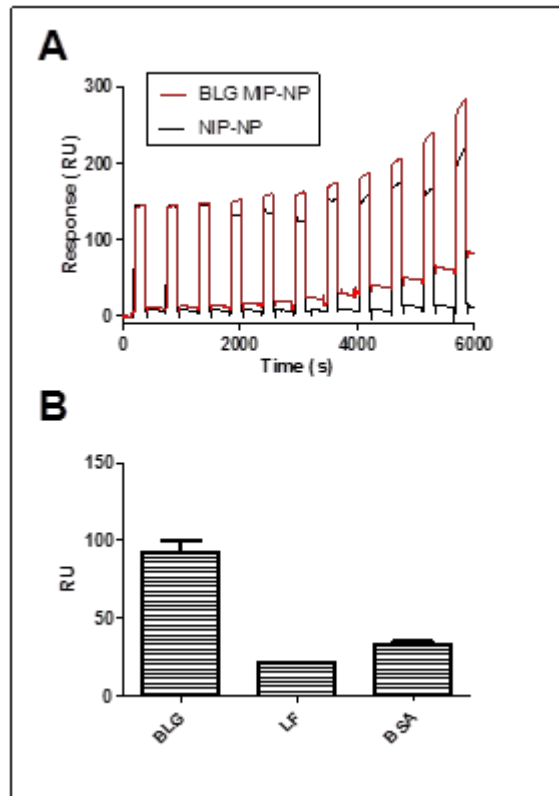 A
BLG MIP-NP
NIP-NP
Response ( RU)
300
200
100
0
0
2000
4000
6000
Time ( s)
B
RU
150
100
50
0
BLG
LF
BSA